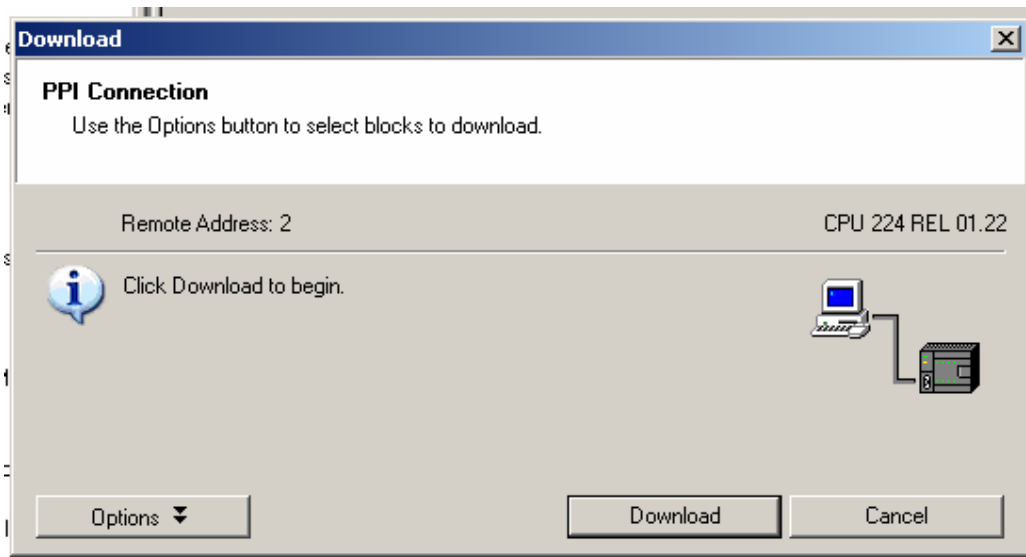 Download
PPI Connection
Use the Options button to select blocks to download.
Remote Address: 2
CPU 224 REL 01.22
Click Download to begin.
Options
Download
Cancel